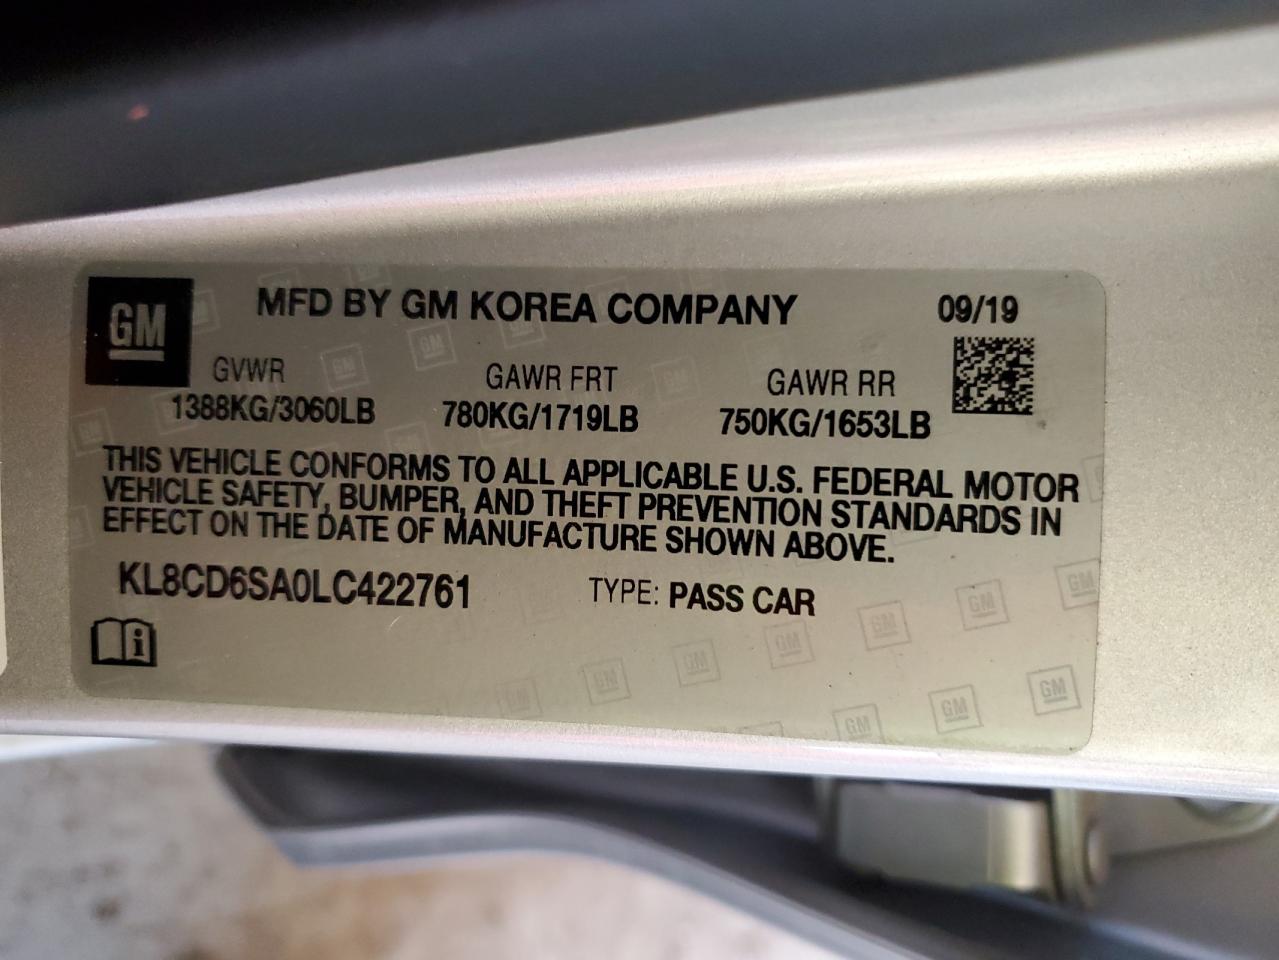 GM
MFD BY GM KOREA COMPANY 09/19
GVWR GAWR FRT GAWR RR
1388KG/3060LB 780KG/1719LB 750KG/1653LB
THIS VEHICLE CONFORMS TO ALL APPLICABLE U.S. FEDERAL MOTOR
VEHICLE SAFETY, BUMPER, AND THEFT PREVENTION STANDARDS IN
EFFECT ON THE DATE OF MANUFACTURE SHOWN ABOVE.
KL8CD6SA0LC422761 TYPE: PASS CAR